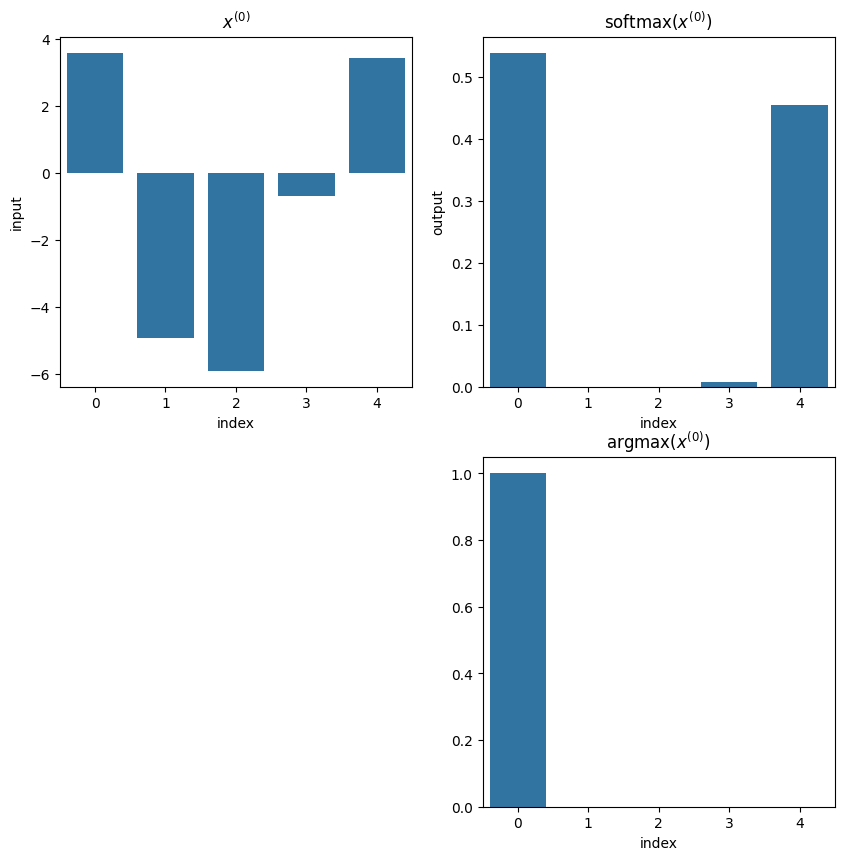 x^(0)
4
2
0
−2
−4
−6
input
0 1 2 3 4
index
softmax(x^(0))
0.5
0.4
0.3
0.2
0.1
0.0
output
0 1 2 3 4
index
argmax(x^(0))
1.0
0.8
0.6
0.4
0.2
0.0
0 1 2 3 4
index